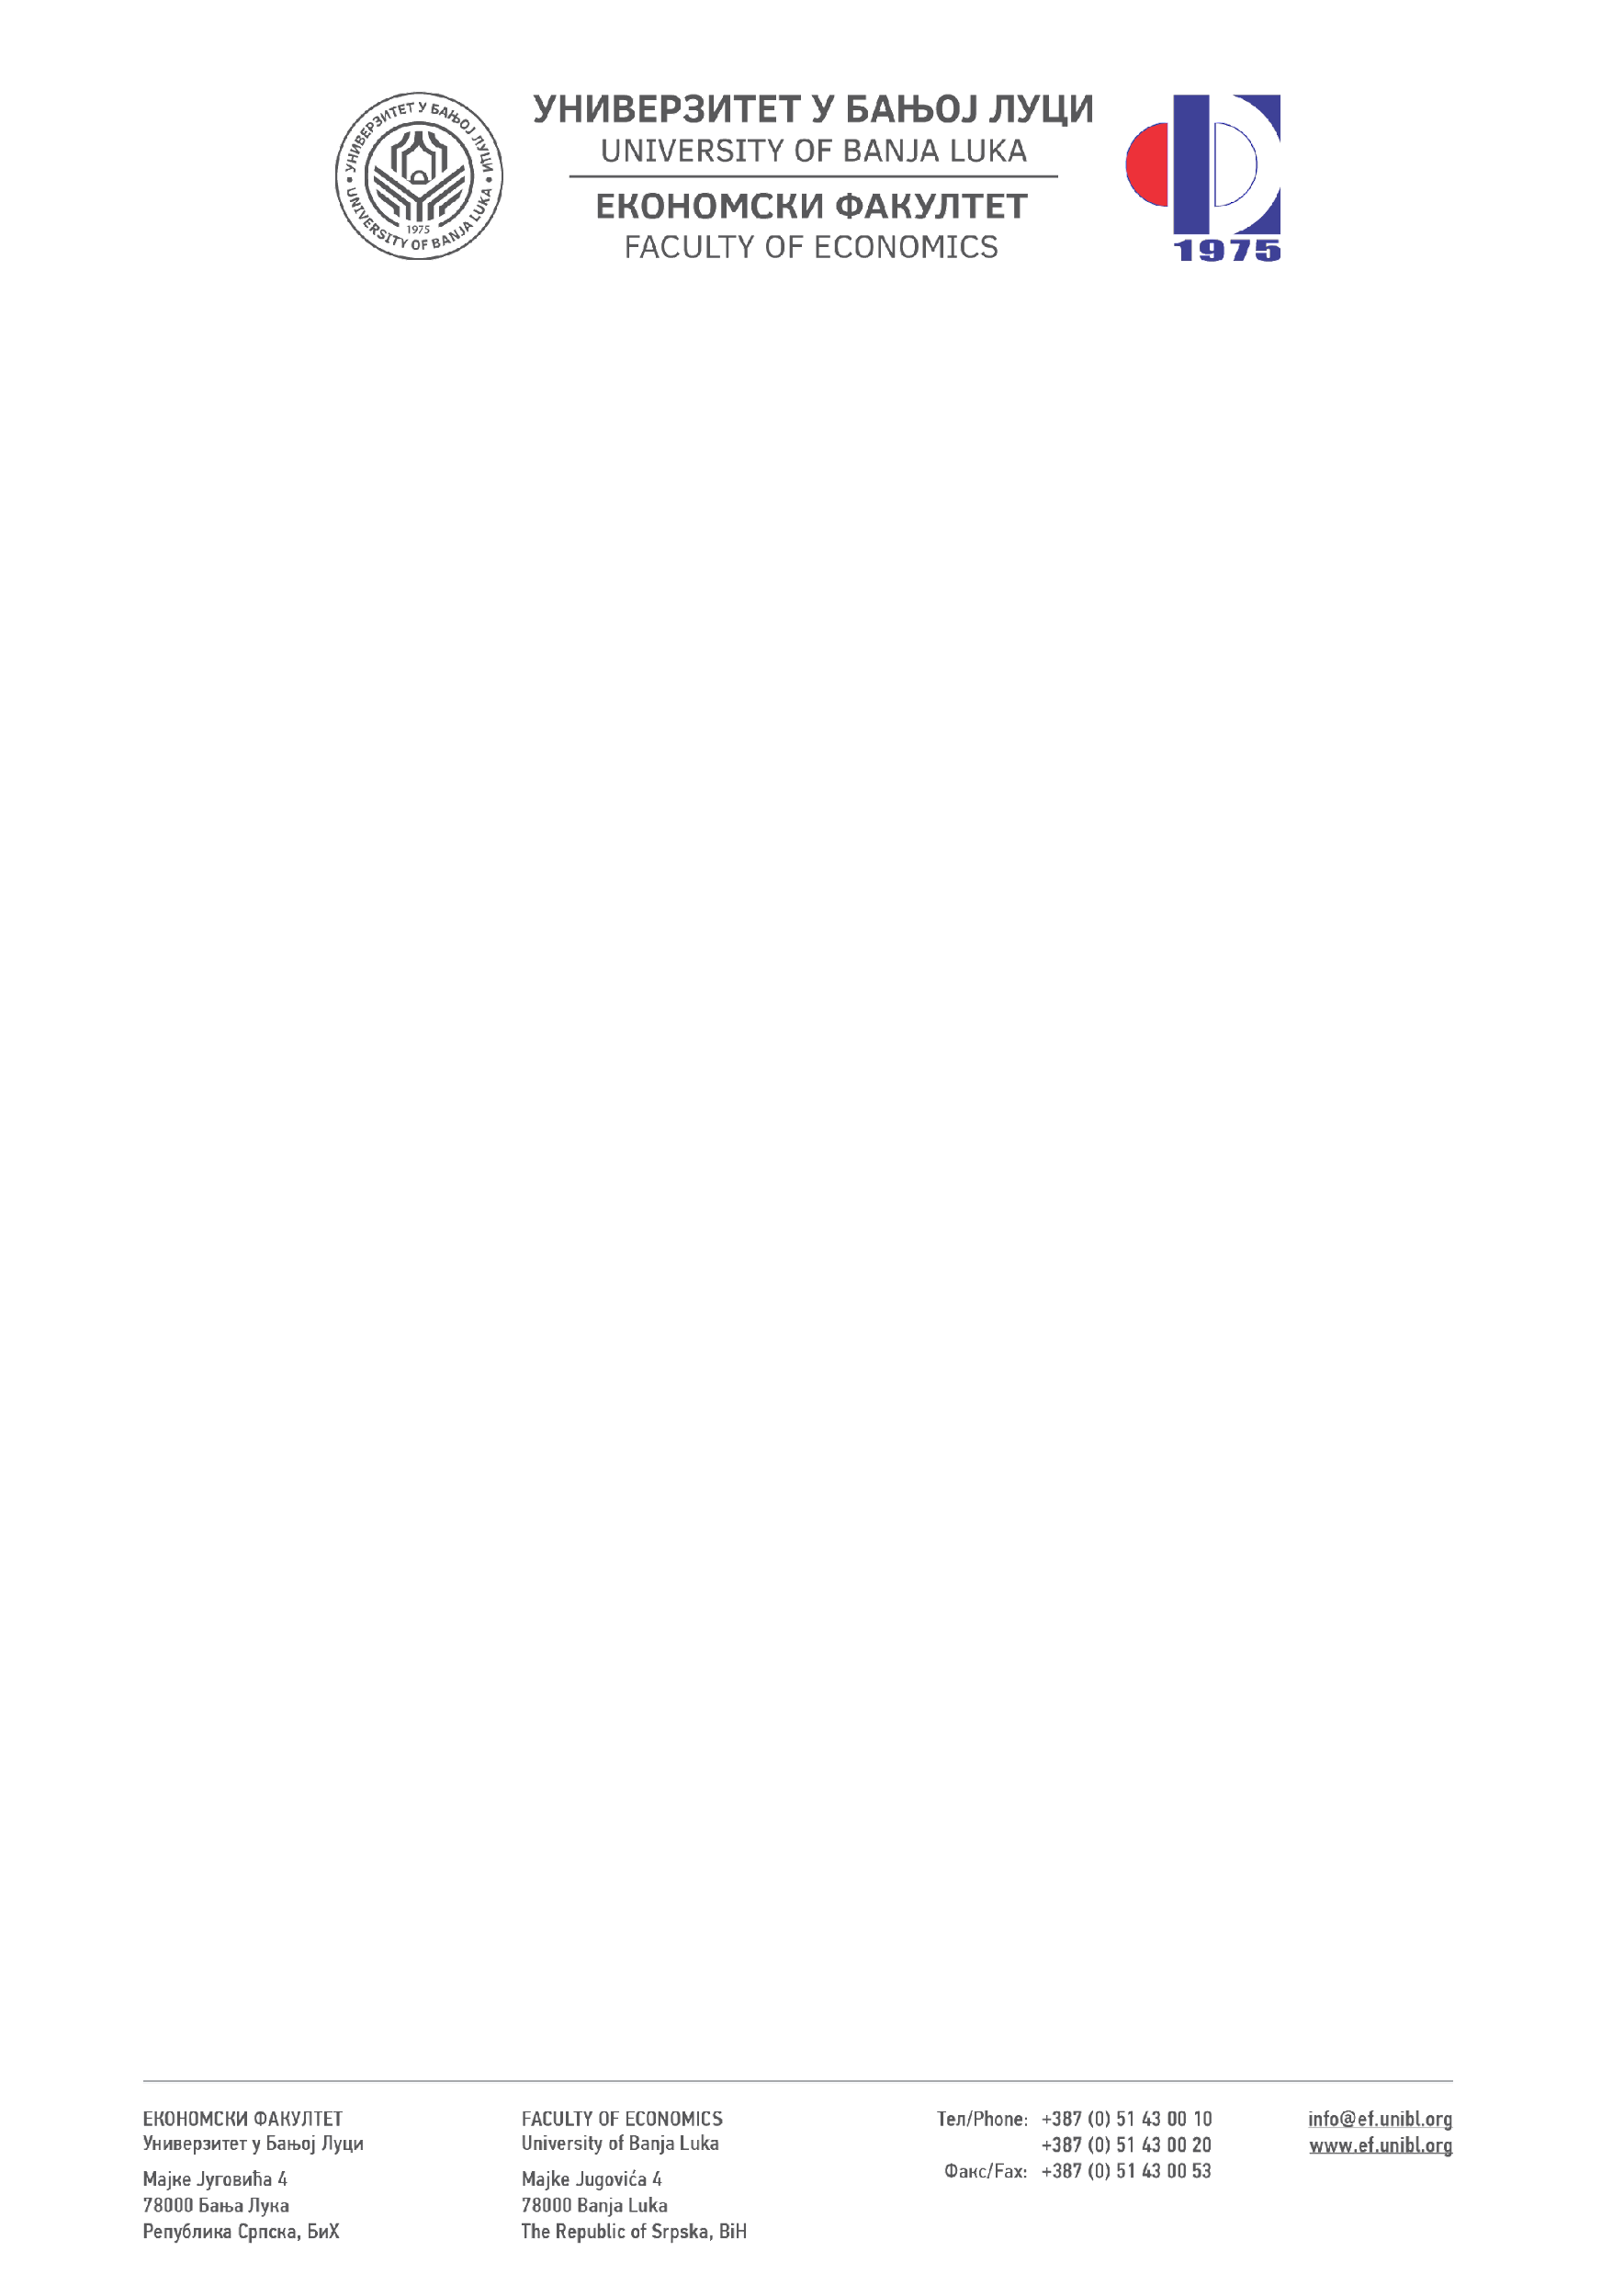 УНИВЕРЗИТЕТ У БАЊОЈ ЛУЦИ
UNIVERSITY OF BANJA LUKA
1975
УНИВЕРЗИТЕТ У БАЊОЈ ЛУЦИ
UNIVERSITY OF BANJA LUKA
ЕКОНОМСКИ ФАКУЛТЕТ
FACULTY OF ECONOMICS
1975
ЕКОНОМСКИ ФАКУЛТЕТ
Универзитет у Бањој Луци
Мајке Југовића 4
78000 Бања Лука
Република Српска, БиХ
FACULTY OF ECONOMICS
University of Banja Luka
Majke Jugovića 4
78000 Banja Luka
The Republic of Srpska, BiH
Тел/Phone: +387 (0) 51 43 00 10
+387 (0) 51 43 00 20
Факс/Fax: +387 (0) 51 43 00 53
info@ef.unibl.org
www.ef.unibl.org